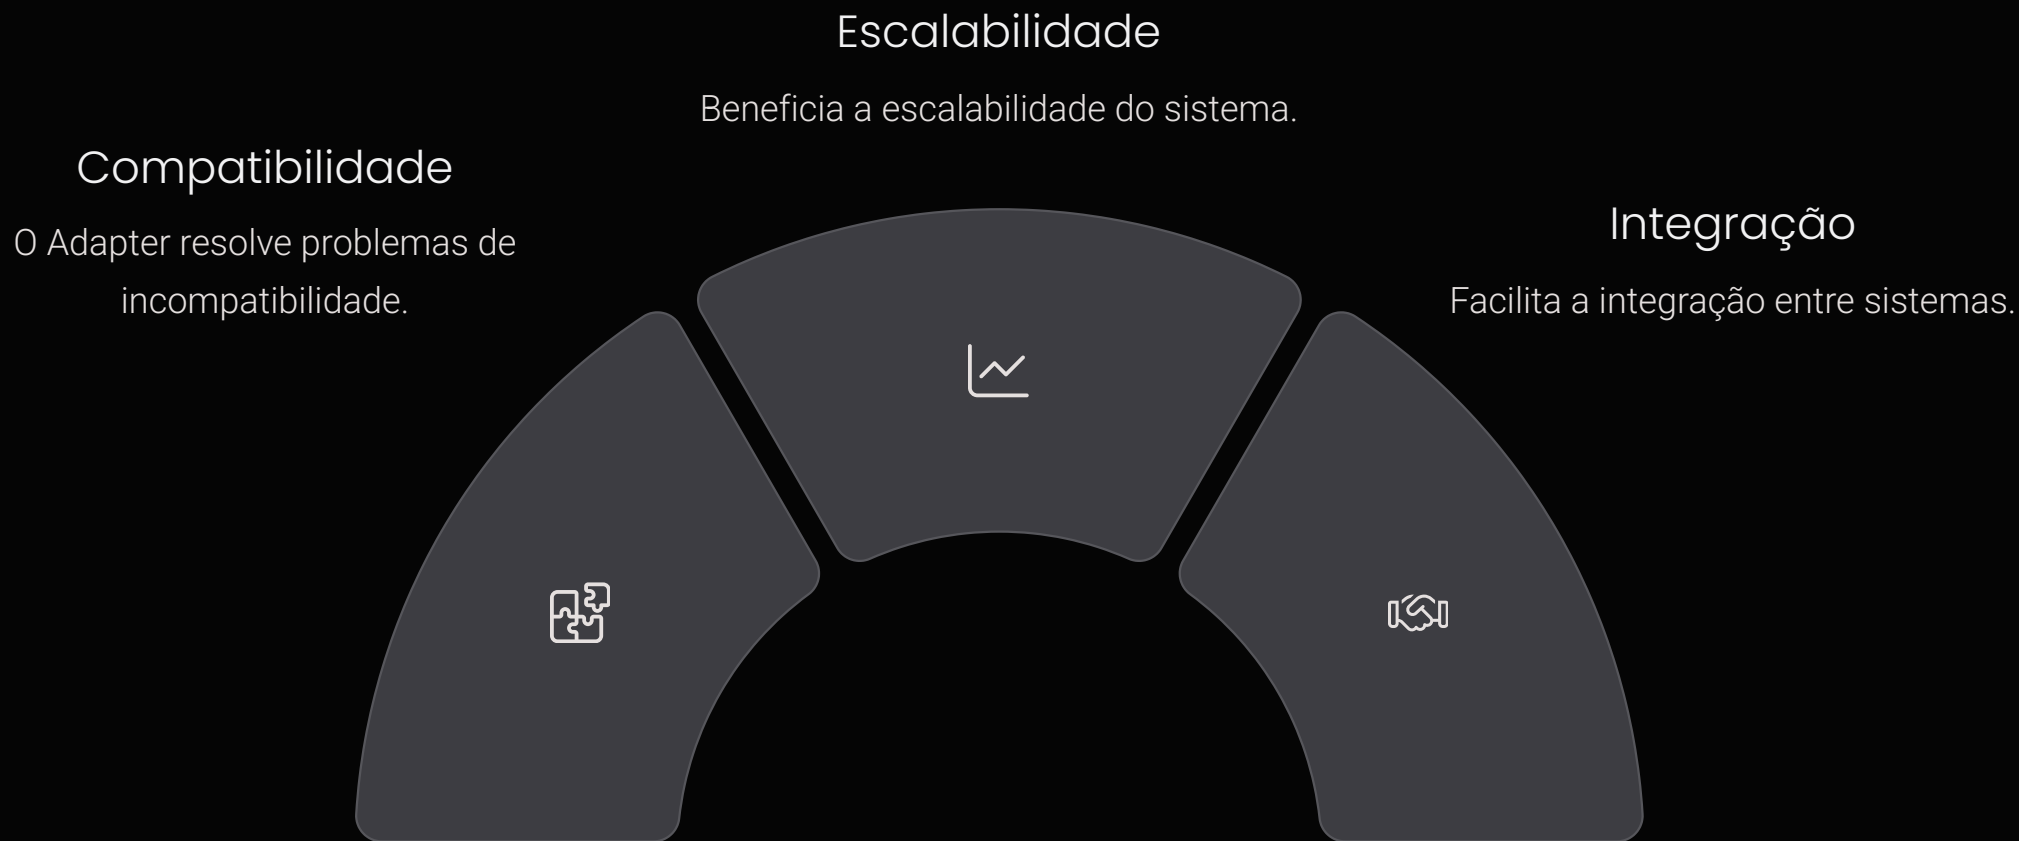 Escalabilidade
Beneficia a escalabilidade do sistema.
Compatibilidade
O Adapter resolve problemas de
incompatibilidade.
Integração
Facilita a integração entre sistemas.